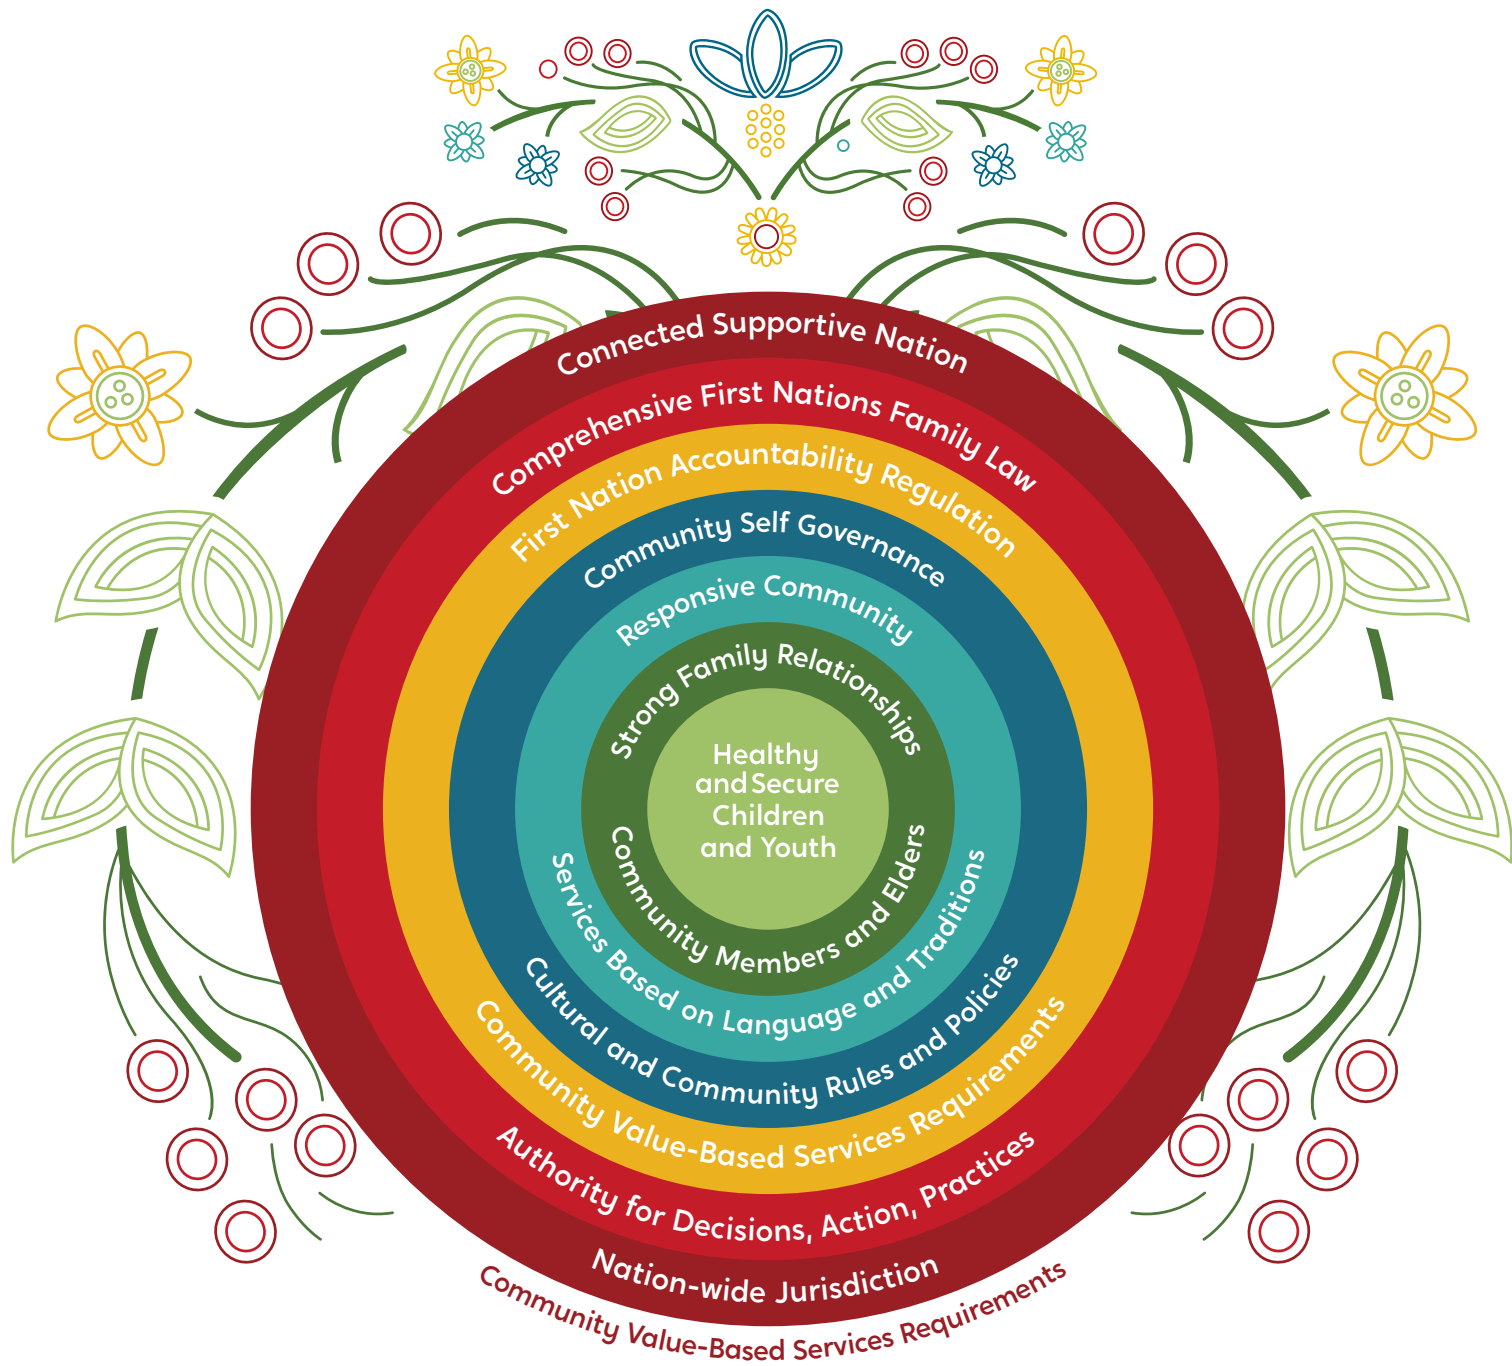 Connected Supportive Nation
Comprehensive First Nations Family Law
First Nation Accountability Regulation
Community Self Governance
Responsive Community
Strong Family Relationships
Healthy
and Secure
Children
and Youth
Community Members and Elders
Services Based on Language and Traditions
Cultural and Community Rules and Policies
Community Value-Based Services Requirements
Authority for Decisions, Action, Practices
Nation-wide Jurisdiction
Community Value-Based Services Requirements